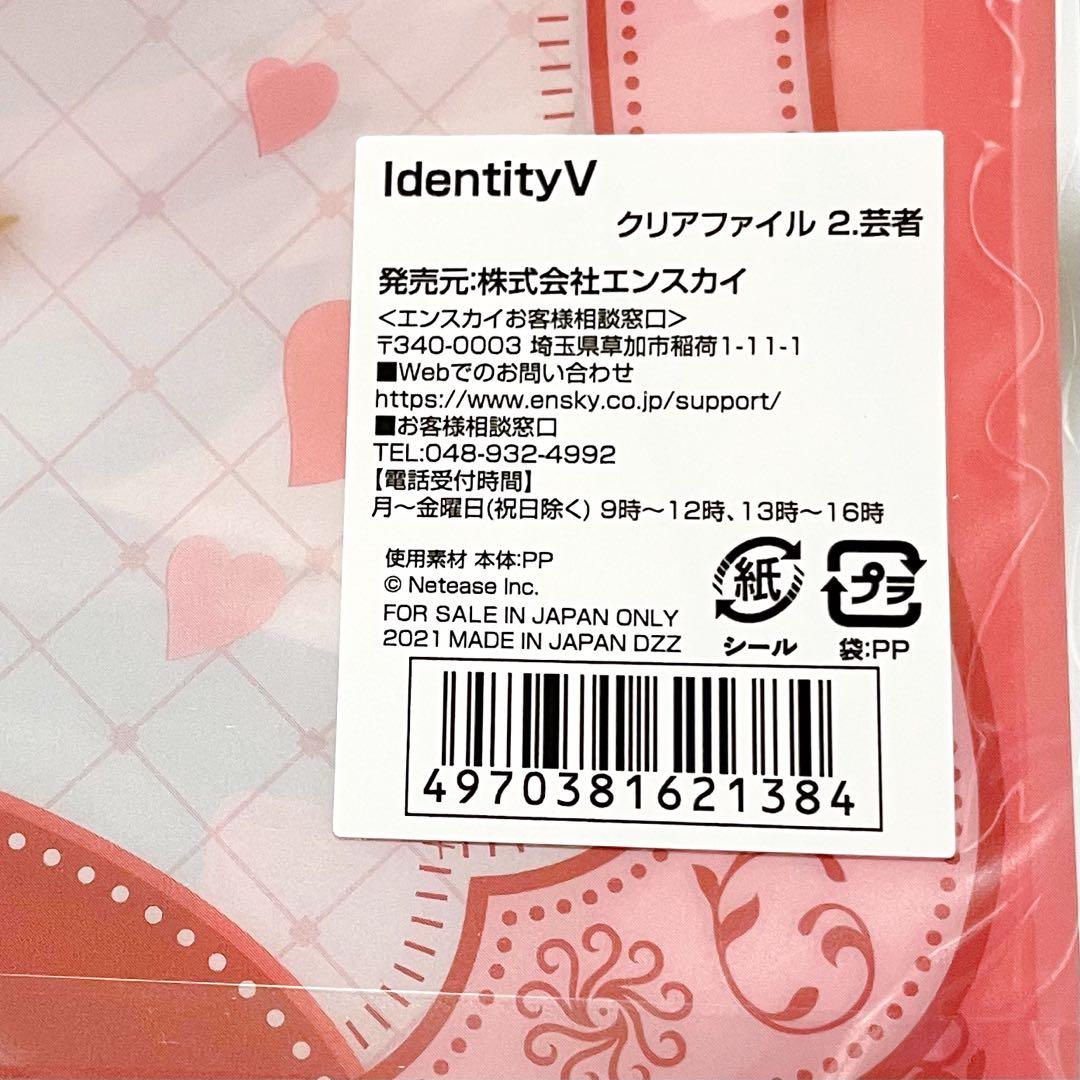 IdentityV
クリアファイル 2.芸者
発売元:株式会社エンスカイ
<エンスカイお客様相談窓口>
〒340-0003 埼玉県草加市稲荷1-11-1
■Webでのお問い合わせ
https://www.ensky.co.jp/support/
■お客様相談窓口
TEL:048-932-4992
【電話受付時間】
月～金曜日(祝日除く) 9時～12時、13時～16時
使用素材 本体:PP
© Netease Inc.
FOR SALE IN JAPAN ONLY
2021 MADE IN JAPAN DZZ
紙
シール
プラ
袋:PP
4970381621384